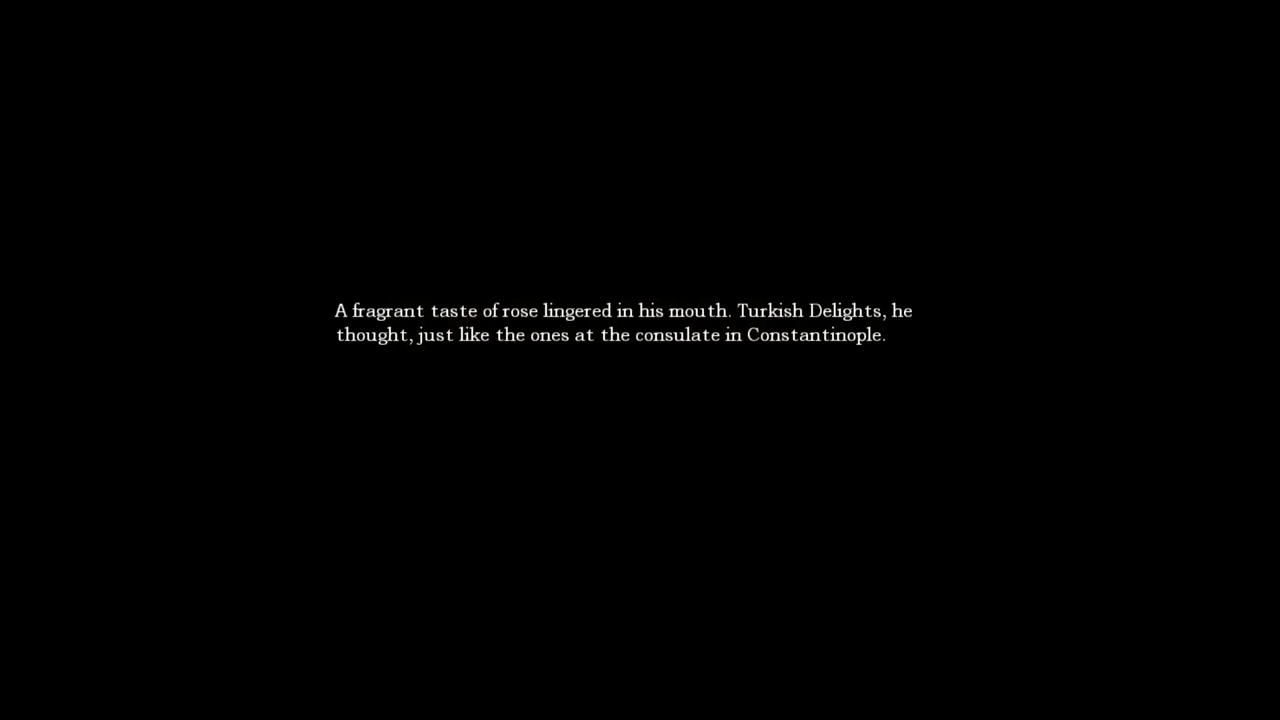 A fragrant taste of rose lingered in his mouth. Turkish Delights, he
thought, just like the ones at the consulate in Constantinople.